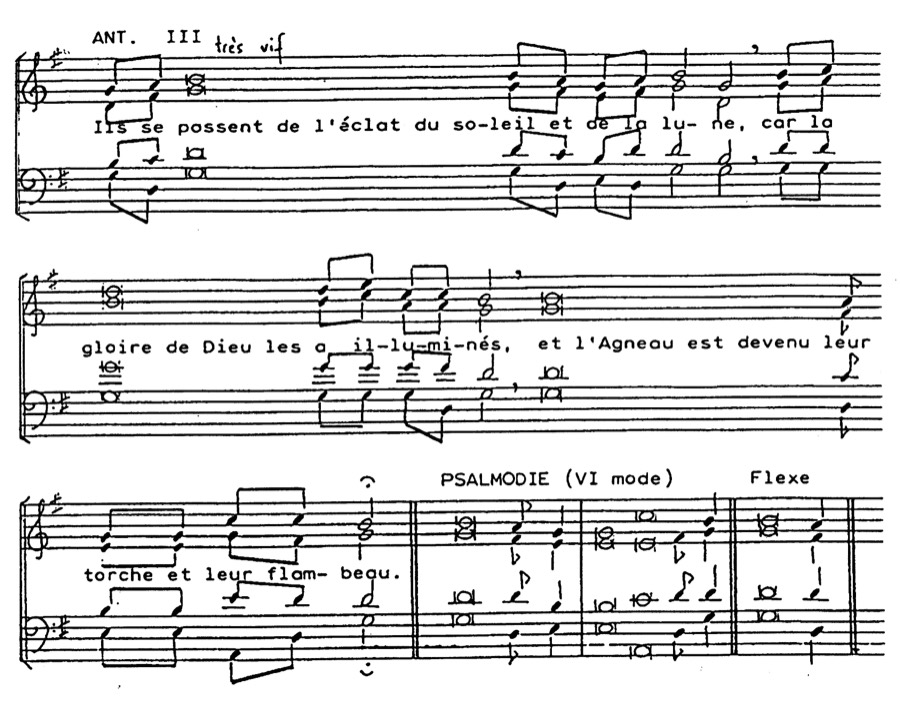 ANT. III très vif
Ils se passent de l'éclat du so-leil et de la lu- ne, car la
gloire de Dieu les a il-lu-mi-nés, et l'Agneau est devenu leur
PSALMODIE (VI mode) Flexe
torche et leur flam- beau.